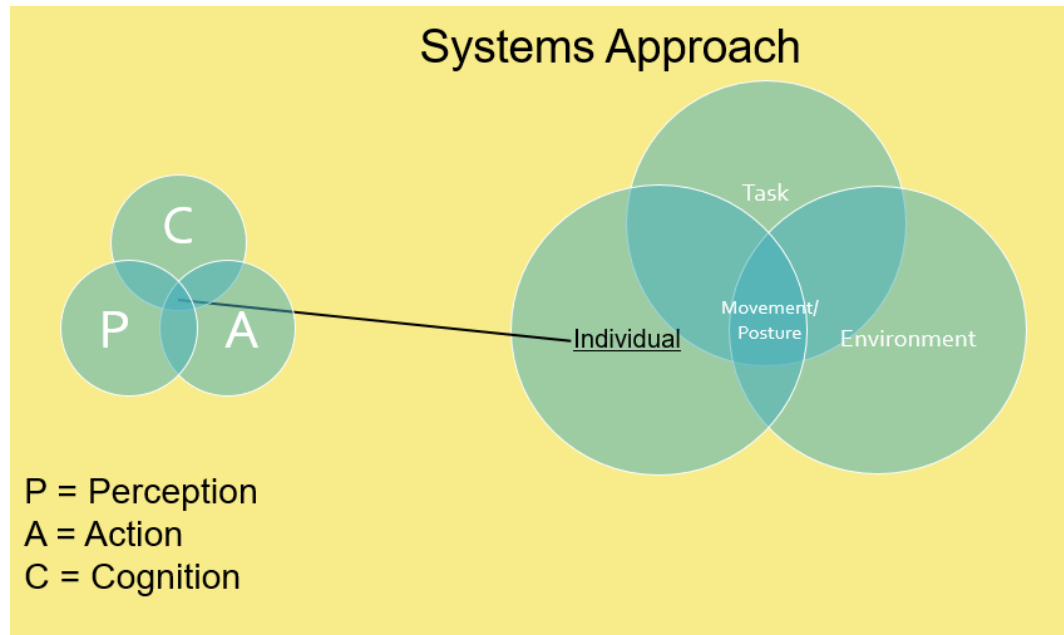 Systems Approach
C
P
A
Task
Individual
Movement/
Posture
Environment
P = Perception
A = Action
C = Cognition